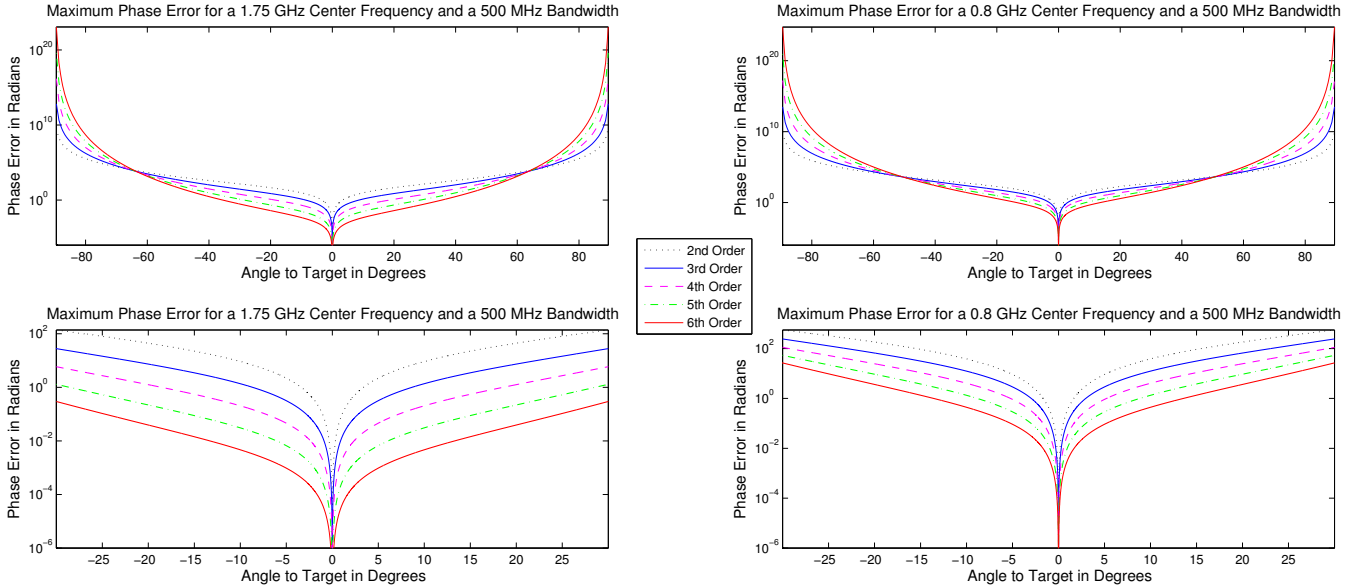 Maximum Phase Error for a 1.75 GHz Center Frequency and a 500 MHz Bandwidth
Phase Error in Radians
10^20
10^10
10^0
−80 −60 −40 −20 0 20 40 60 80
Angle to Target in Degrees
Maximum Phase Error for a 0.8 GHz Center Frequency and a 500 MHz Bandwidth
Phase Error in Radians
10^20
10^10
10^0
−80 −60 −40 −20 0 20 40 60 80
Angle to Target in Degrees
2nd Order
3rd Order
4th Order
5th Order
6th Order
Maximum Phase Error for a 1.75 GHz Center Frequency and a 500 MHz Bandwidth
Phase Error in Radians
10^2
10^0
10^−2
10^−4
10^−6
−25 −20 −15 −10 −5 0 5 10 15 20 25
Angle to Target in Degrees
Maximum Phase Error for a 0.8 GHz Center Frequency and a 500 MHz Bandwidth
Phase Error in Radians
10^2
10^0
10^−2
10^−4
10^−6
−25 −20 −15 −10 −5 0 5 10 15 20 25
Angle to Target in Degrees